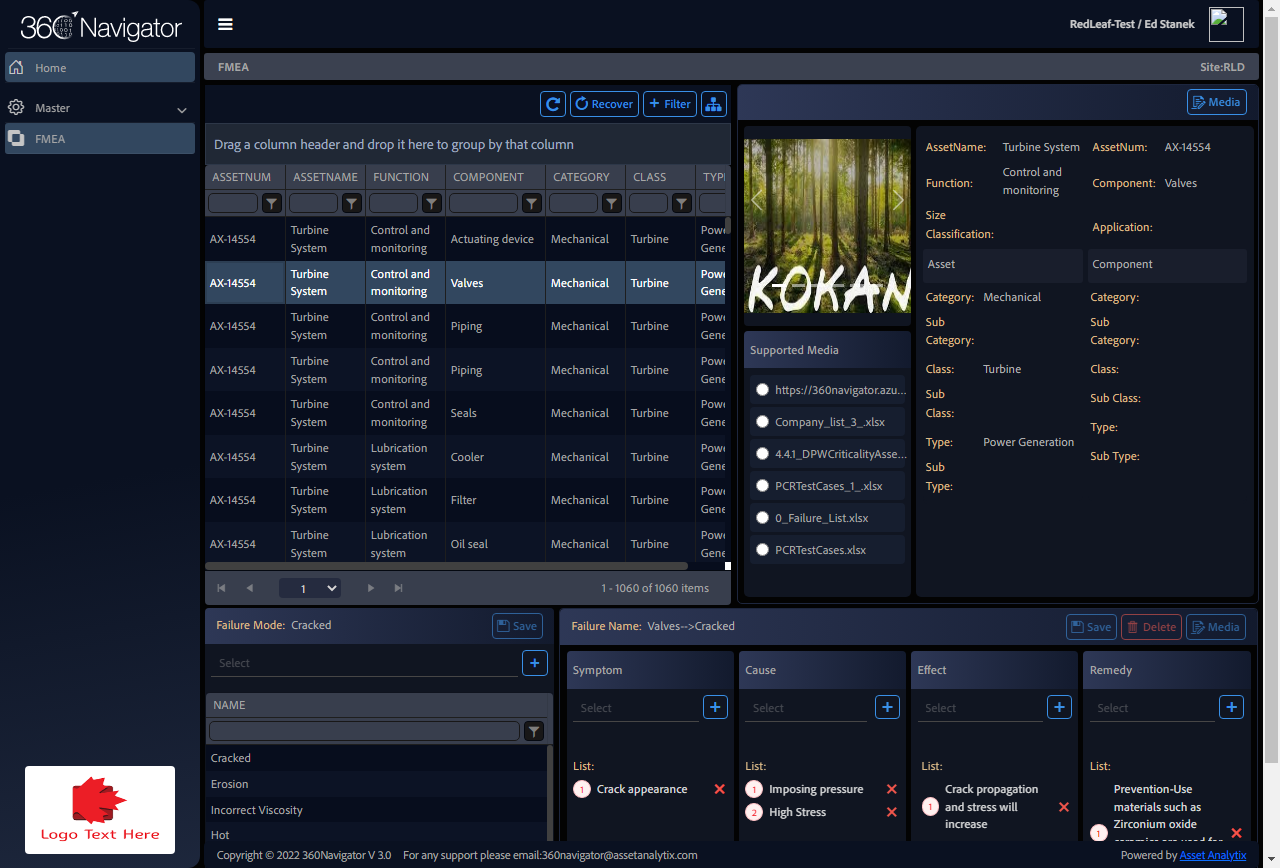 360 Navigator
RedLeaf-Test / Ed Stanek
Home
Master
FMEA
FMEA
Site:RLD
Recover
+ Filter
Media
Drag a column header and drop it here to group by that column
ASSETNUM ASSETNAME FUNCTION COMPONENT CATEGORY CLASS TYP
AX-14554 Turbine System Control and monitoring Actuating device Mechanical Turbine Powe Gene
AX-14554 Turbine System Control and monitoring Valves Mechanical Turbine Powe Gene
AX-14554 Turbine System Control and monitoring Piping Mechanical Turbine Powe Gene
AX-14554 Turbine System Control and monitoring Piping Mechanical Turbine Powe Gene
AX-14554 Turbine System Control and monitoring Seals Mechanical Turbine Powe Gene
AX-14554 Turbine System Lubrication system Cooler Mechanical Turbine Powe Gene
AX-14554 Turbine System Lubrication system Filter Mechanical Turbine Powe Gene
AX-14554 Turbine System Lubrication system Oil seal Mechanical Turbine Powe Gene
1
1 - 1060 of 1060 items
KOKAN
Supported Media
https://360navigator.azu...
Company_list_3_.xlsx
4.4.1_DPWCriticalityAsse...
PCRTestCases_1_.xlsx
0_Failure_List.xlsx
PCRTestCases.xlsx
AssetName: Turbine System AssetNum: AX-14554
Function: Control and monitoring Component: Valves
Size Classification: Application:
Asset Component
Category: Mechanical Category:
Sub Category: Sub Category:
Class: Turbine Class:
Sub Class: Sub Class:
Type: Power Generation Type:
Sub Type: Sub Type:
Failure Mode: Cracked
Save
Select
+
NAME
Cracked
Erosion
Incorrect Viscosity
Hot
Failure Name: Valves-->Cracked
Save Delete Media
Symptom
Select +
List:
1 Crack appearance
Cause
Select +
List:
1 Imposing pressure
2 High Stress
Effect
Select +
List:
1 Crack propagation
and stress will
increase
Remedy
Select +
List:
Prevention-Use
materials such as
1 Zirconium oxide
Logo Text Here
Copyright © 2022 360Navigator V 3.0 For any support please email:360navigator@assetanalytix.com
Powered by Asset Analytix